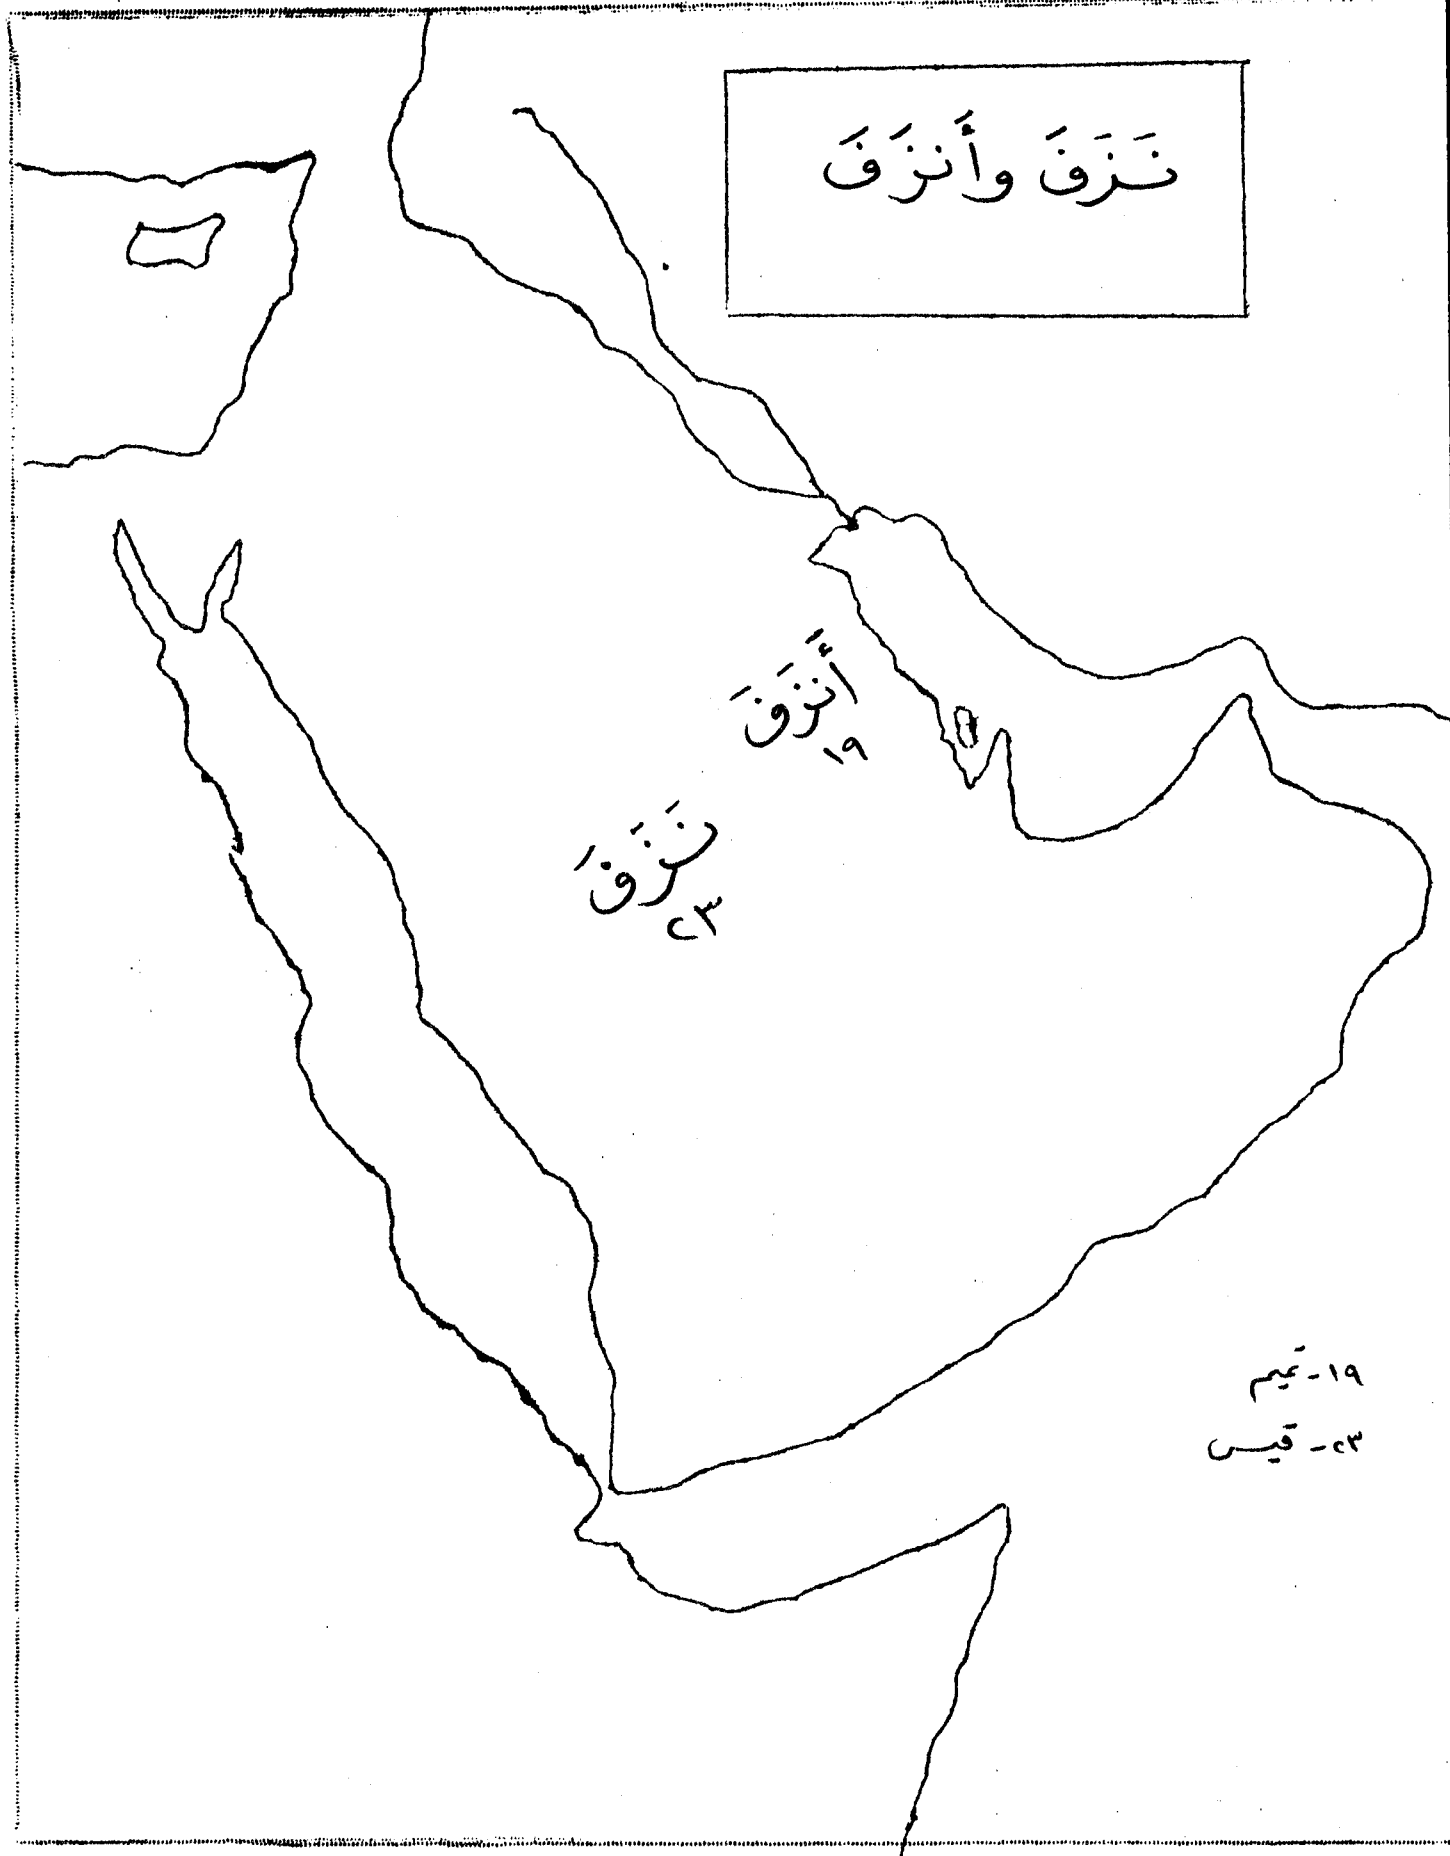 نَزَفَ وأَنزَفَ
أَنزَفَ
١٩
نَزَفَ
٢٣
١٩- تميم
٢٣- قيس